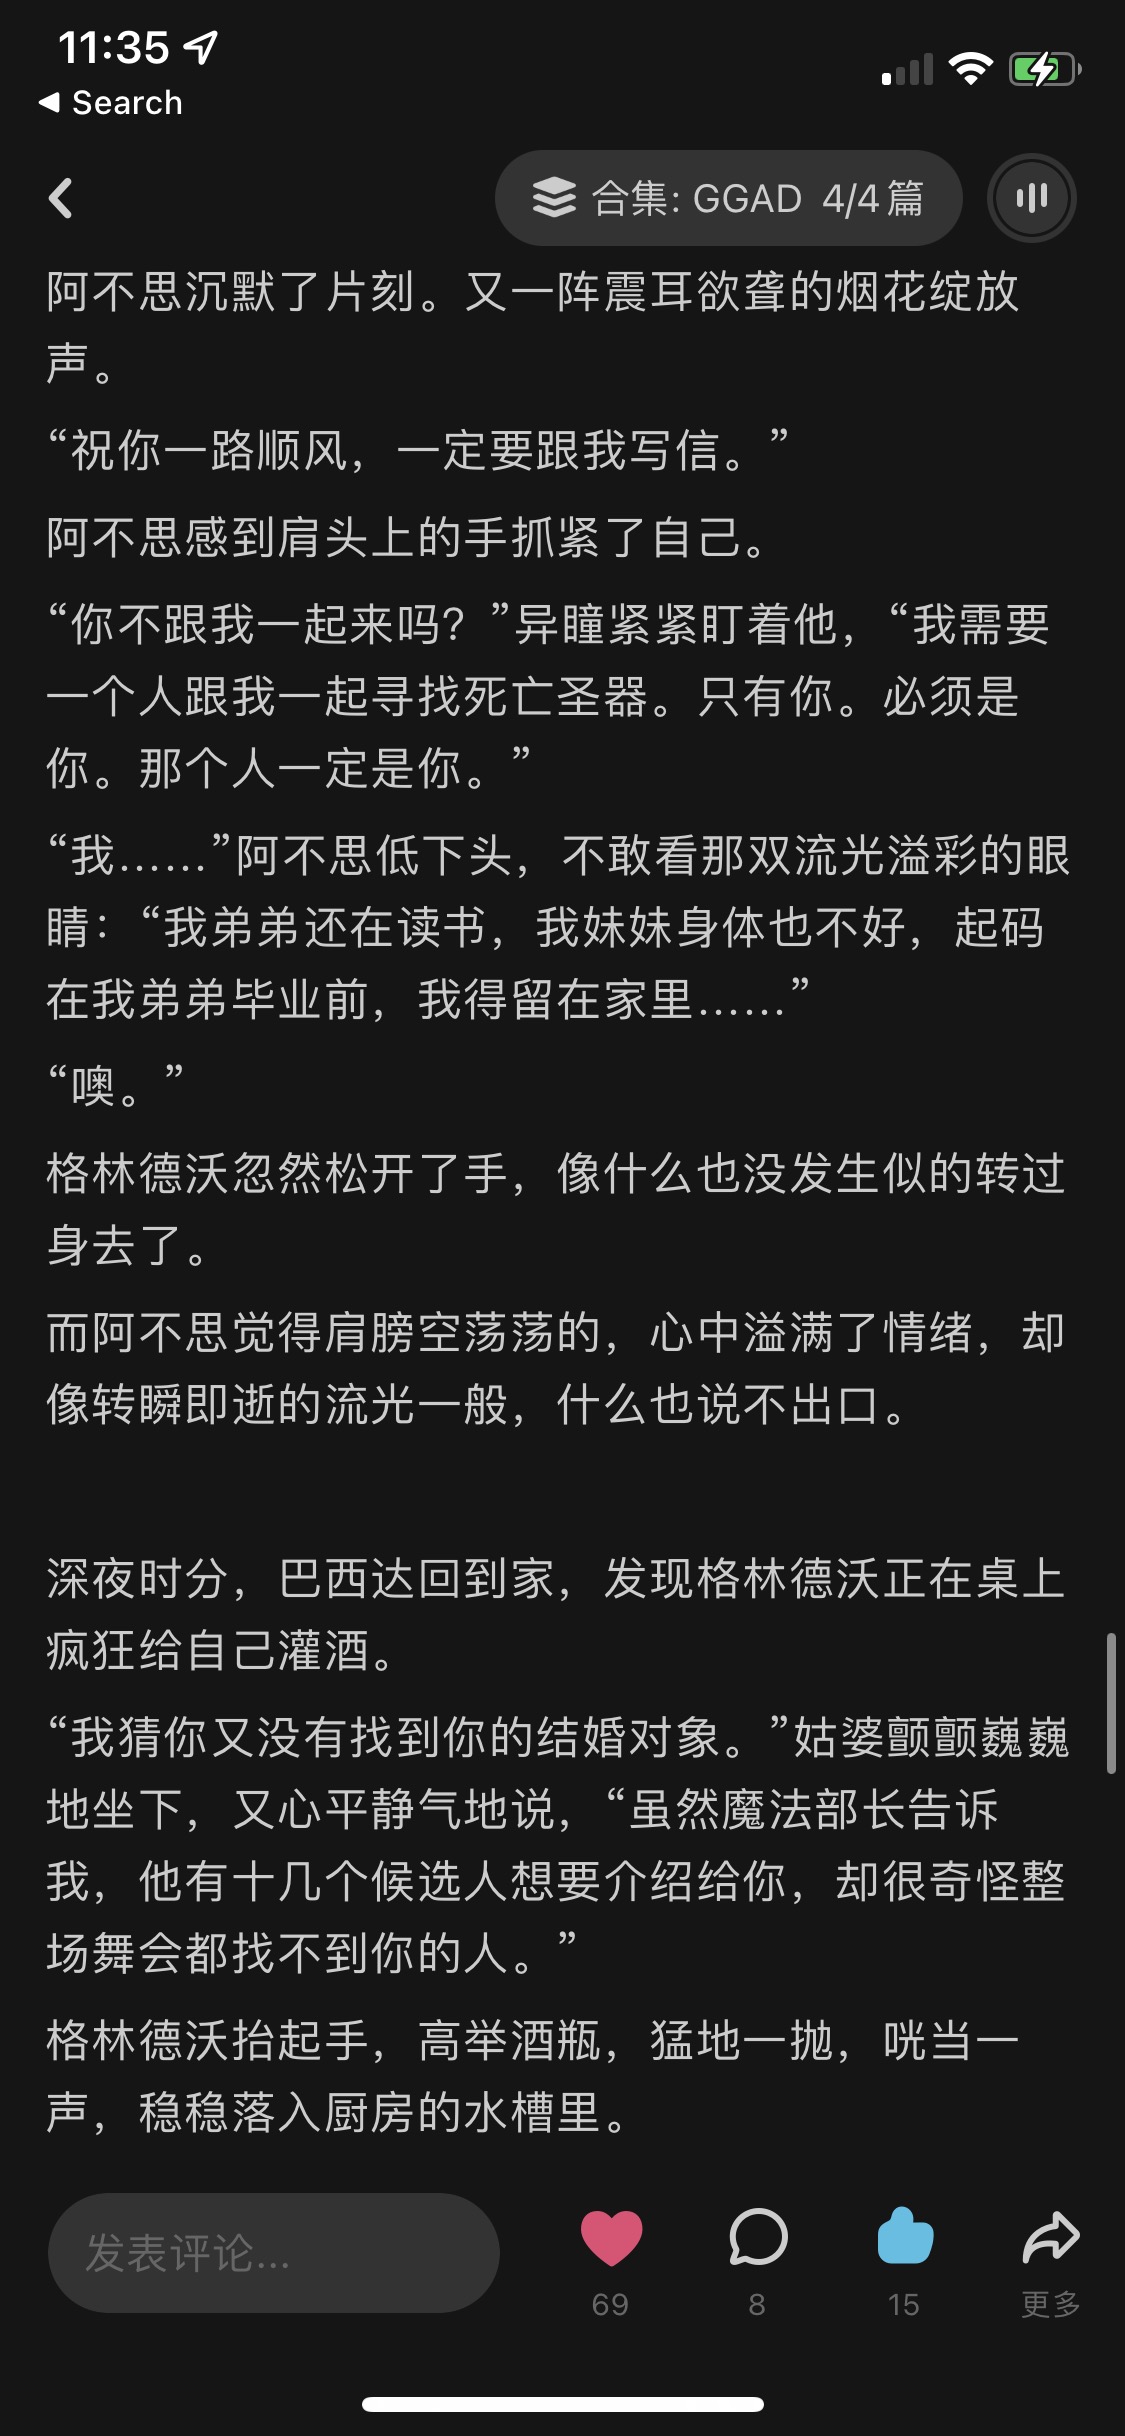 11:35
Search
合集: GGAD 4/4篇
阿不思沉默了片刻。又一阵震耳欲聋的烟花绽放
声。
“祝你一路顺风，一定要跟我写信。”
阿不思感到肩头上的手抓紧了自己。
“你不跟我一起来吗？”异瞳紧紧盯着他，“我需要
一个人跟我一起寻找死亡圣器。只有你。必须是
你。那个人一定是你。”
“我……”阿不思低下头，不敢看那双流光溢彩的眼
睛：“我弟弟还在读书，我妹妹身体也不好，起码
在我弟弟毕业前，我得留在家里……”
“噢。”
格林德沃忽然松开了手，像什么也没发生似的转过
身去了。
而阿不思觉得肩膀空荡荡的，心中溢满了情绪，却
像转瞬即逝的流光一般，什么也说不出口。
深夜时分，巴西达回到家，发现格林德沃正在桌上
疯狂给自己灌酒。
“我猜你又没有找到你的结婚对象。”姑婆颤颤巍巍
地坐下，又心平静气地说，“虽然魔法部长告诉
我，他有十几个候选人想要介绍给你，却很奇怪整
场舞会都找不到你的人。”
格林德沃抬起手，高举酒瓶，猛地一抛，咣当一
声，稳稳落入厨房的水槽里。
发表评论...
69
8
15
更多